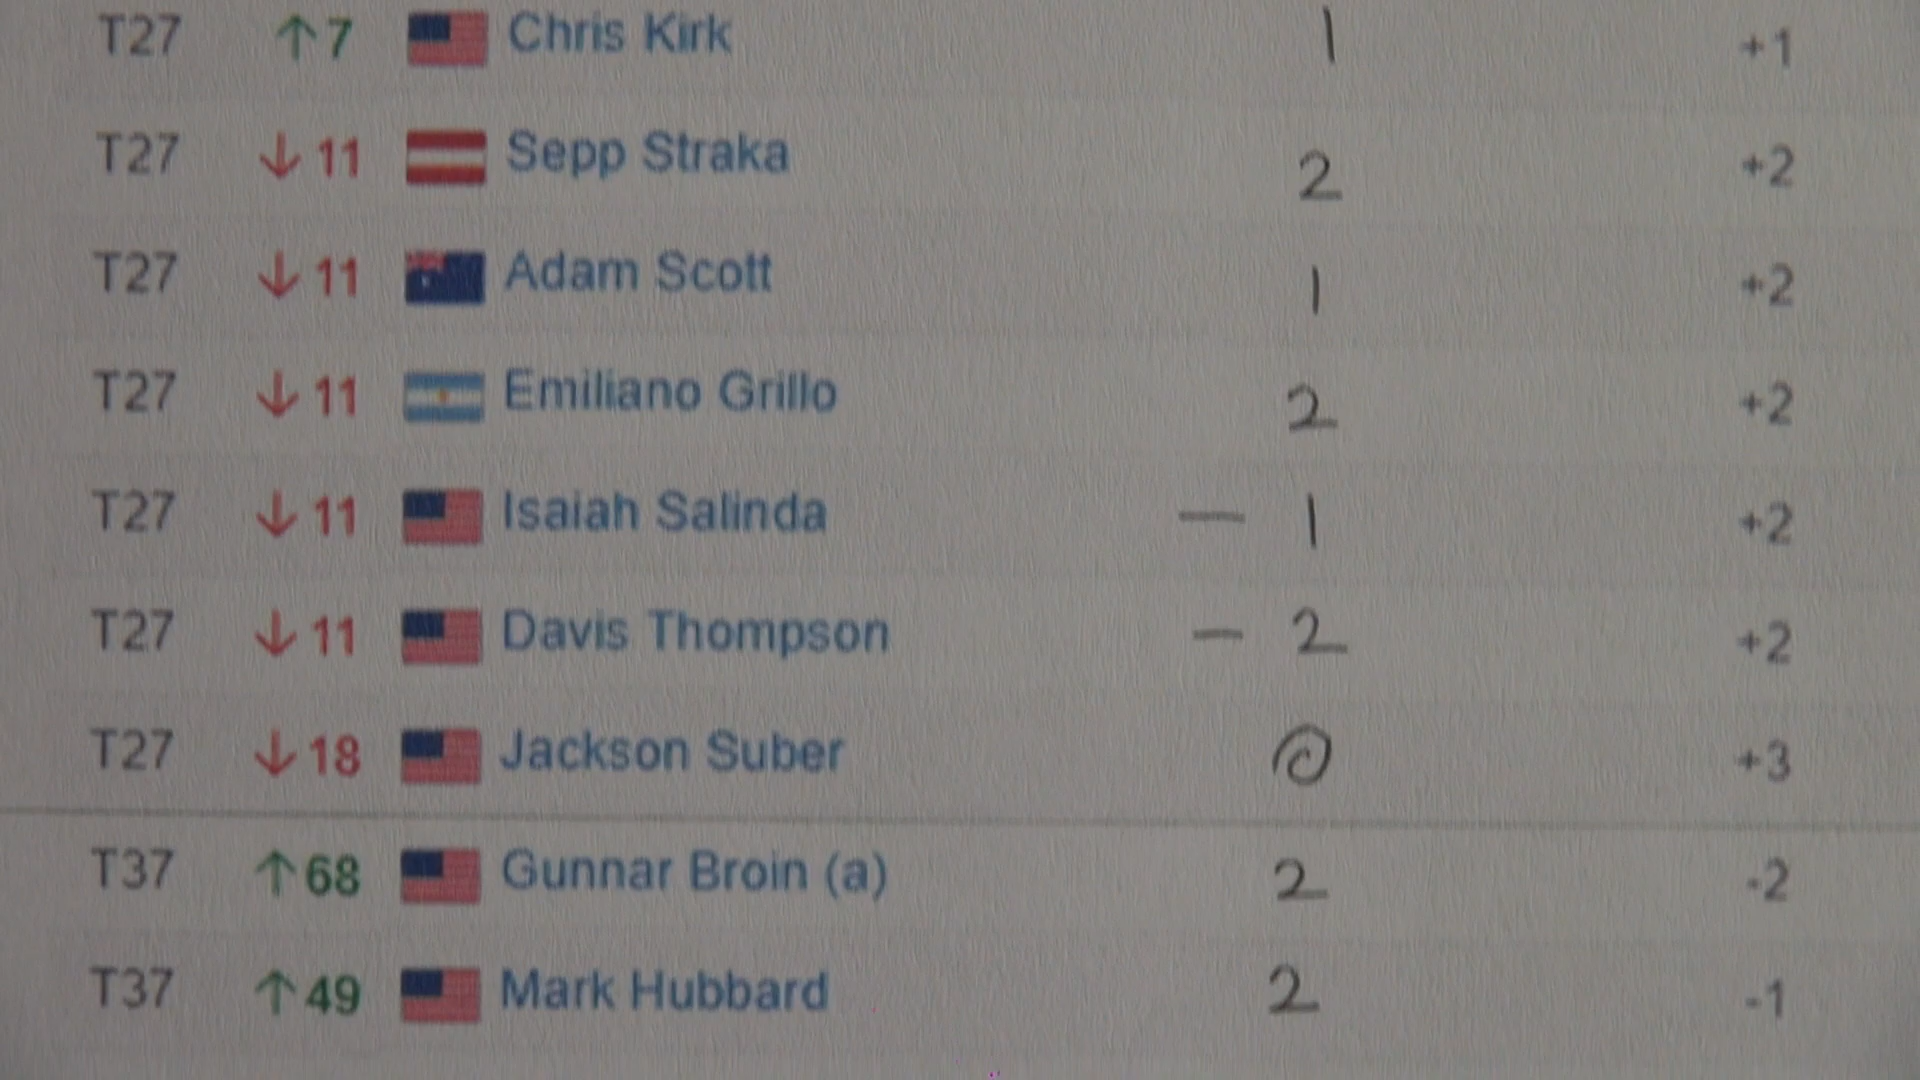 T27 ↑7 Chris Kirk 1 +1
T27 ↓11 Sepp Straka 2 +2
T27 ↓11 Adam Scott 1 +2
T27 ↓11 Emiliano Grillo 2 +2
T27 ↓11 Isaiah Salinda — 1 +2
T27 ↓11 Davis Thompson — 2 +2
T27 ↓18 Jackson Suber 0 +3
T37 ↑68 Gunnar Broin (a) 2 -2
T37 ↑49 Mark Hubbard 2 -1